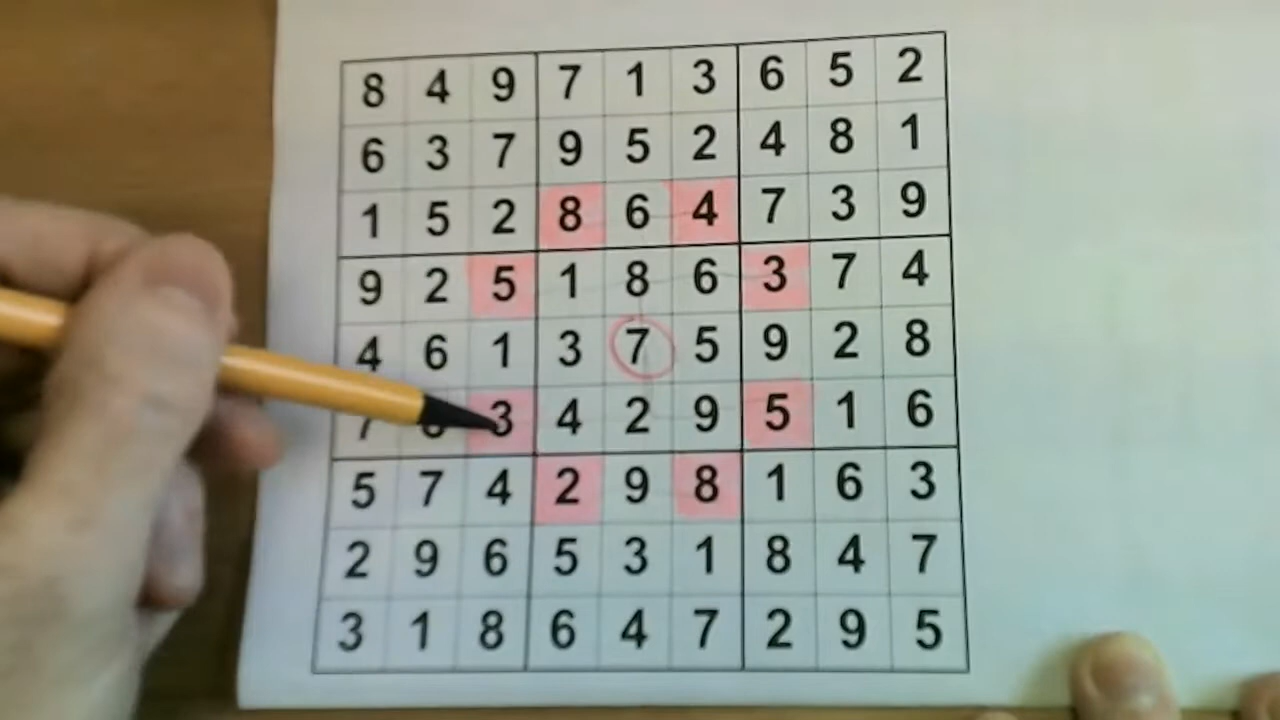 8 4 9 7 1 3 6 5 2
6 3 7 9 5 2 4 8 1
1 5 2 8 6 4 7 3 9
9 2 5 1 8 6 3 7 4
4 6 1 3 7 5 9 2 8
7 8 3 4 2 9 5 1 6
5 7 4 2 9 8 1 6 3
2 9 6 5 3 1 8 4 7
3 1 8 6 4 7 2 9 5